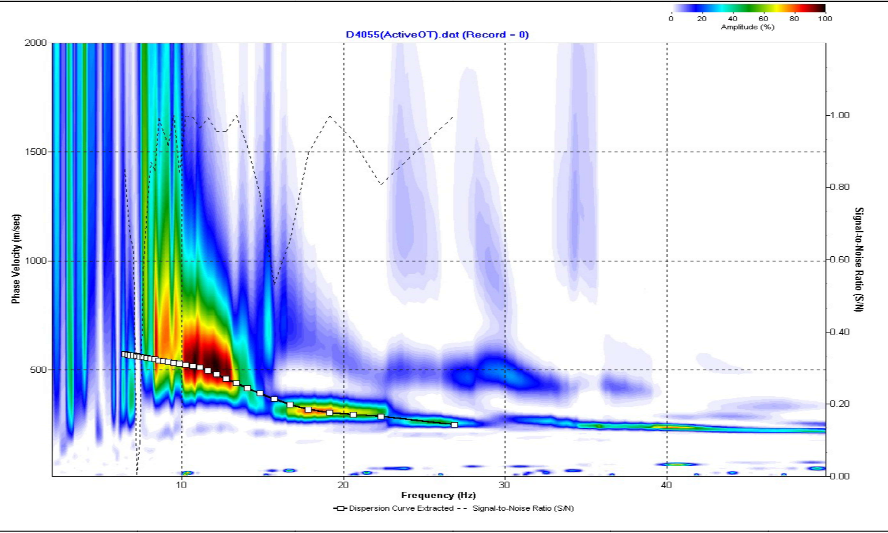 0 20 40 60 80 100
Amplitude (%)
D4055(ActiveOT).dat (Record = 0)
2000
1500
1000
500
Phase Velocity (m/sec)
1.00
0.80
0.60
0.40
0.20
0.00
Signal-to-Noise Ratio (S/N)
10 20 30 40
Frequency (Hz)
Dispersion Curve Extracted Signal-to-Noise Ratio (S/N)